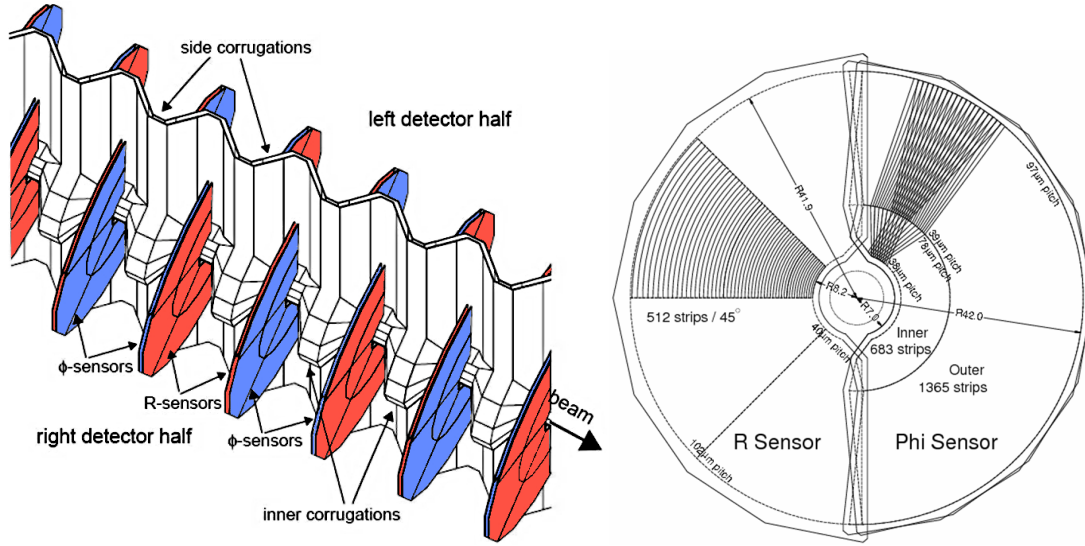 side corrugations
left detector half
ϕ-sensors
R-sensors
ϕ-sensors
right detector half
inner corrugations
beam
R41.9
97μm pitch
39μm pitch
78μm pitch
38μm pitch
R8.2
R7.0
R42.0
512 strips / 45°
40μm pitch
Inner
683 strips
Outer
1365 strips
R Sensor
Phi Sensor
102μm pitch